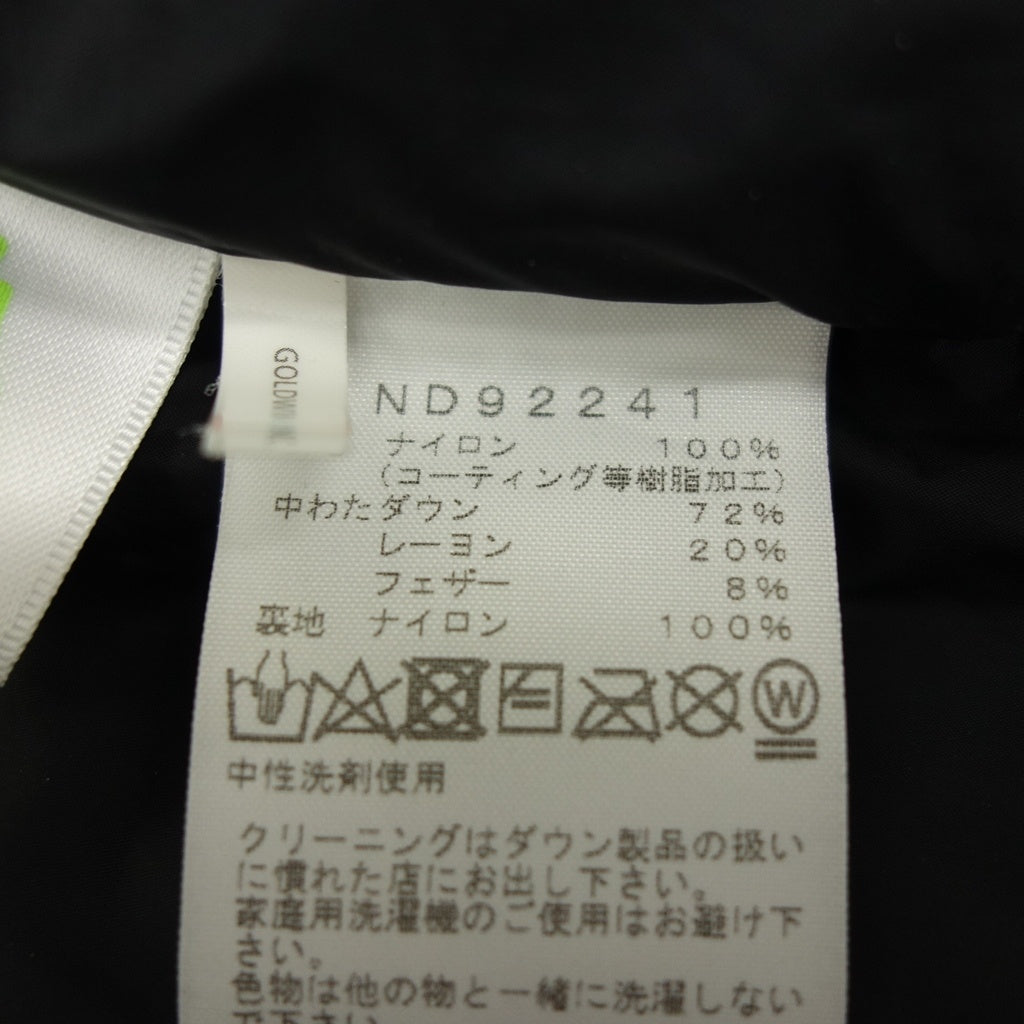 ND92241
ナイロン 100%
(コーティング等樹脂加工)
中わたダウン 72%
レーヨン 20%
フェザー 8%
裏地 ナイロン 100%
W
中性洗剤使用
クリーニングはダウン製品の扱い
に慣れた店にお出し下さい。
家庭用洗濯機のご使用はお避け下
さい。
色物は他の物と一緒に洗濯しない
で下さい